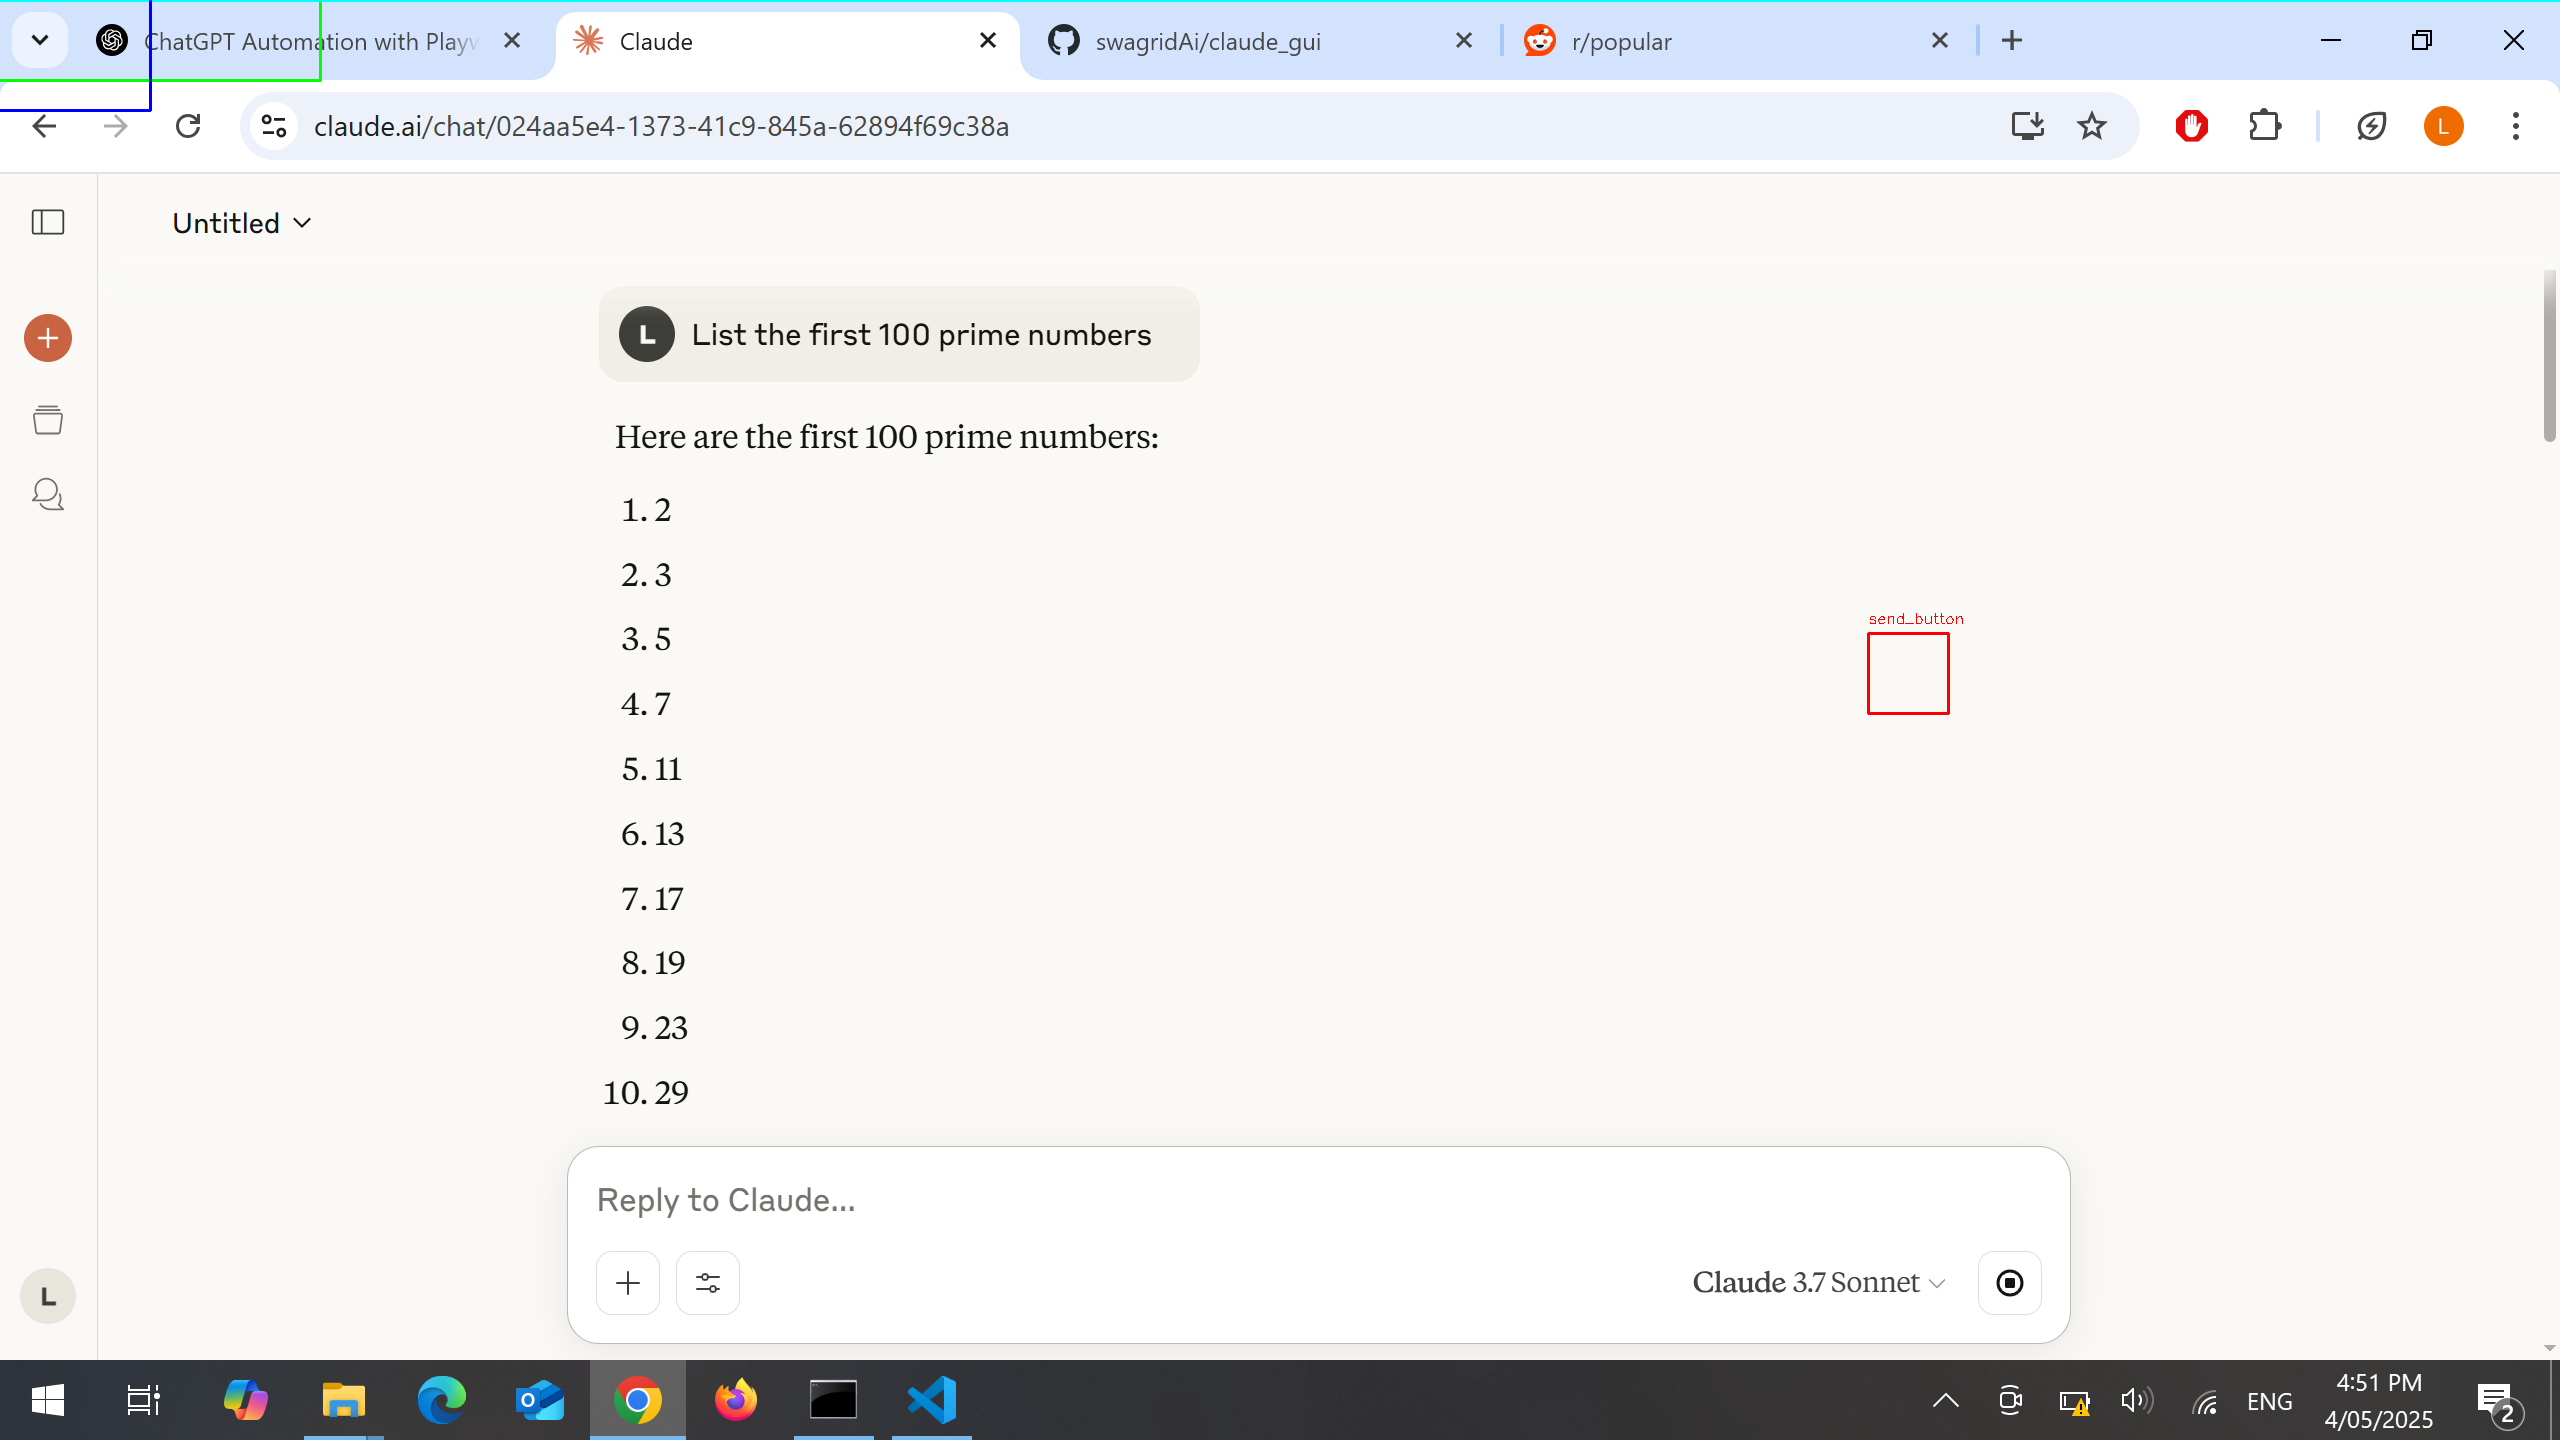 ChatGPT Automation with Playw
Claude
swagridAi/claude_gui
r/popular
claude.ai/chat/024aa5e4-1373-41c9-845a-62894f69c38a
L
Untitled
L List the first 100 prime numbers
Here are the first 100 prime numbers:
1. 2
2. 3
3. 5
send_button
4. 7
5. 11
6. 13
7. 17
8. 19
9. 23
10. 29
Reply to Claude...
Claude 3.7 Sonnet
L
ENG
4:51 PM
4/05/2025
2